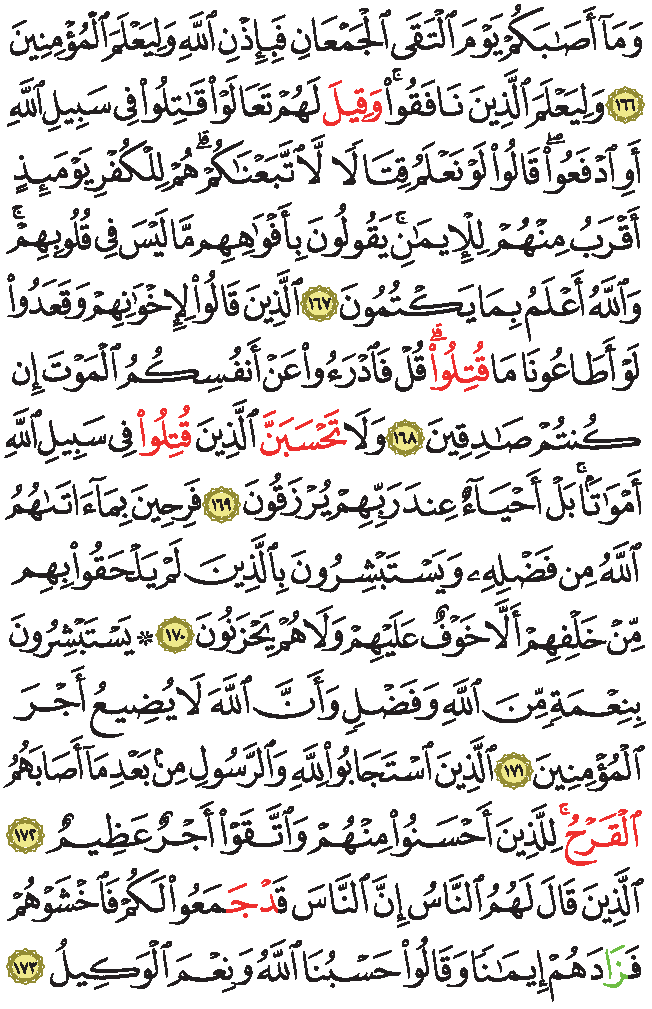 وَمَآ أَصَٰبَكُمْ يَوْمَ ٱلْتَقَى ٱلْجَمْعَانِ فَبِإِذْنِ ٱللَّهِ وَلِيَعْلَمَ ٱلْمُؤْمِنِينَ
١٦٦ وَلِيَعْلَمَ ٱلَّذِينَ نَافَقُوا۟ۚ وَقِيلَ لَهُمْ تَعَالَوْا۟ قَٰتِلُوا۟ فِى سَبِيلِ ٱللَّهِ
أَوِ ٱدْفَعُوا۟ۖ قَالُوا۟ لَوْ نَعْلَمُ قِتَالًا لَّٱتَّبَعْنَٰكُمْۗ هُمْ لِلْكُفْرِ يَوْمَئِذٍ
أَقْرَبُ مِنْهُمْ لِلْإِيمَٰنِۚ يَقُولُونَ بِأَفْوَٰهِهِم مَّا لَيْسَ فِى قُلُوبِهِمْۚ
وَٱللَّهُ أَعْلَمُ بِمَا يَكْتُمُونَ ١٦٧ ٱلَّذِينَ قَالُوا۟ لِإِخْوَٰنِهِمْ وَقَعَدُوا۟
لَوْ أَطَاعُونَا مَا قُتِلُوا۟ۗ قُلْ فَٱدْرَءُوا۟ عَنْ أَنفُسِكُمُ ٱلْمَوْتَ إِن
كُنتُمْ صَٰدِقِينَ ١٦٨ وَلَا تَحْسَبَنَّ ٱلَّذِينَ قُتِلُوا۟ فِى سَبِيلِ ٱللَّهِ
أَمْوَٰتًۢاۚ بَلْ أَحْيَآءٌ عِندَ رَبِّهِمْ يُرْزَقُونَ ١٦٩ فَرِحِينَ بِمَآ ءَاتَىٰهُمُ
ٱللَّهُ مِن فَضْلِهِۦ وَيَسْتَبْشِرُونَ بِٱلَّذِينَ لَمْ يَلْحَقُوا۟ بِهِم
مِّنْ خَلْفِهِمْ أَلَّا خَوْفٌ عَلَيْهِمْ وَلَا هُمْ يَحْزَنُونَ ١٧٠ * يَسْتَبْشِرُونَ
بِنِعْمَةٍ مِّنَ ٱللَّهِ وَفَضْلٍ وَأَنَّ ٱللَّهَ لَا يُضِيعُ أَجْرَ
ٱلْمُؤْمِنِينَ ١٧١ ٱلَّذِينَ ٱسْتَجَابُوا۟ لِلَّهِ وَٱلرَّسُولِ مِنۢ بَعْدِ مَآ أَصَابَهُمُ
ٱلْقَرْحُۚ لِلَّذِينَ أَحْسَنُوا۟ مِنْهُمْ وَٱتَّقَوْا۟ أَجْرٌ عَظِيمٌ ١٧٢
ٱلَّذِينَ قَالَ لَهُمُ ٱلنَّاسُ إِنَّ ٱلنَّاسَ قَدْ جَمَعُوا۟ لَكُمْ فَٱخْشَوْهُمْ
فَزَادَهُمْ إِيمَٰنًا وَقَالُوا۟ حَسْبُنَا ٱللَّهُ وَنِعْمَ ٱلْوَكِيلُ ١٧٣